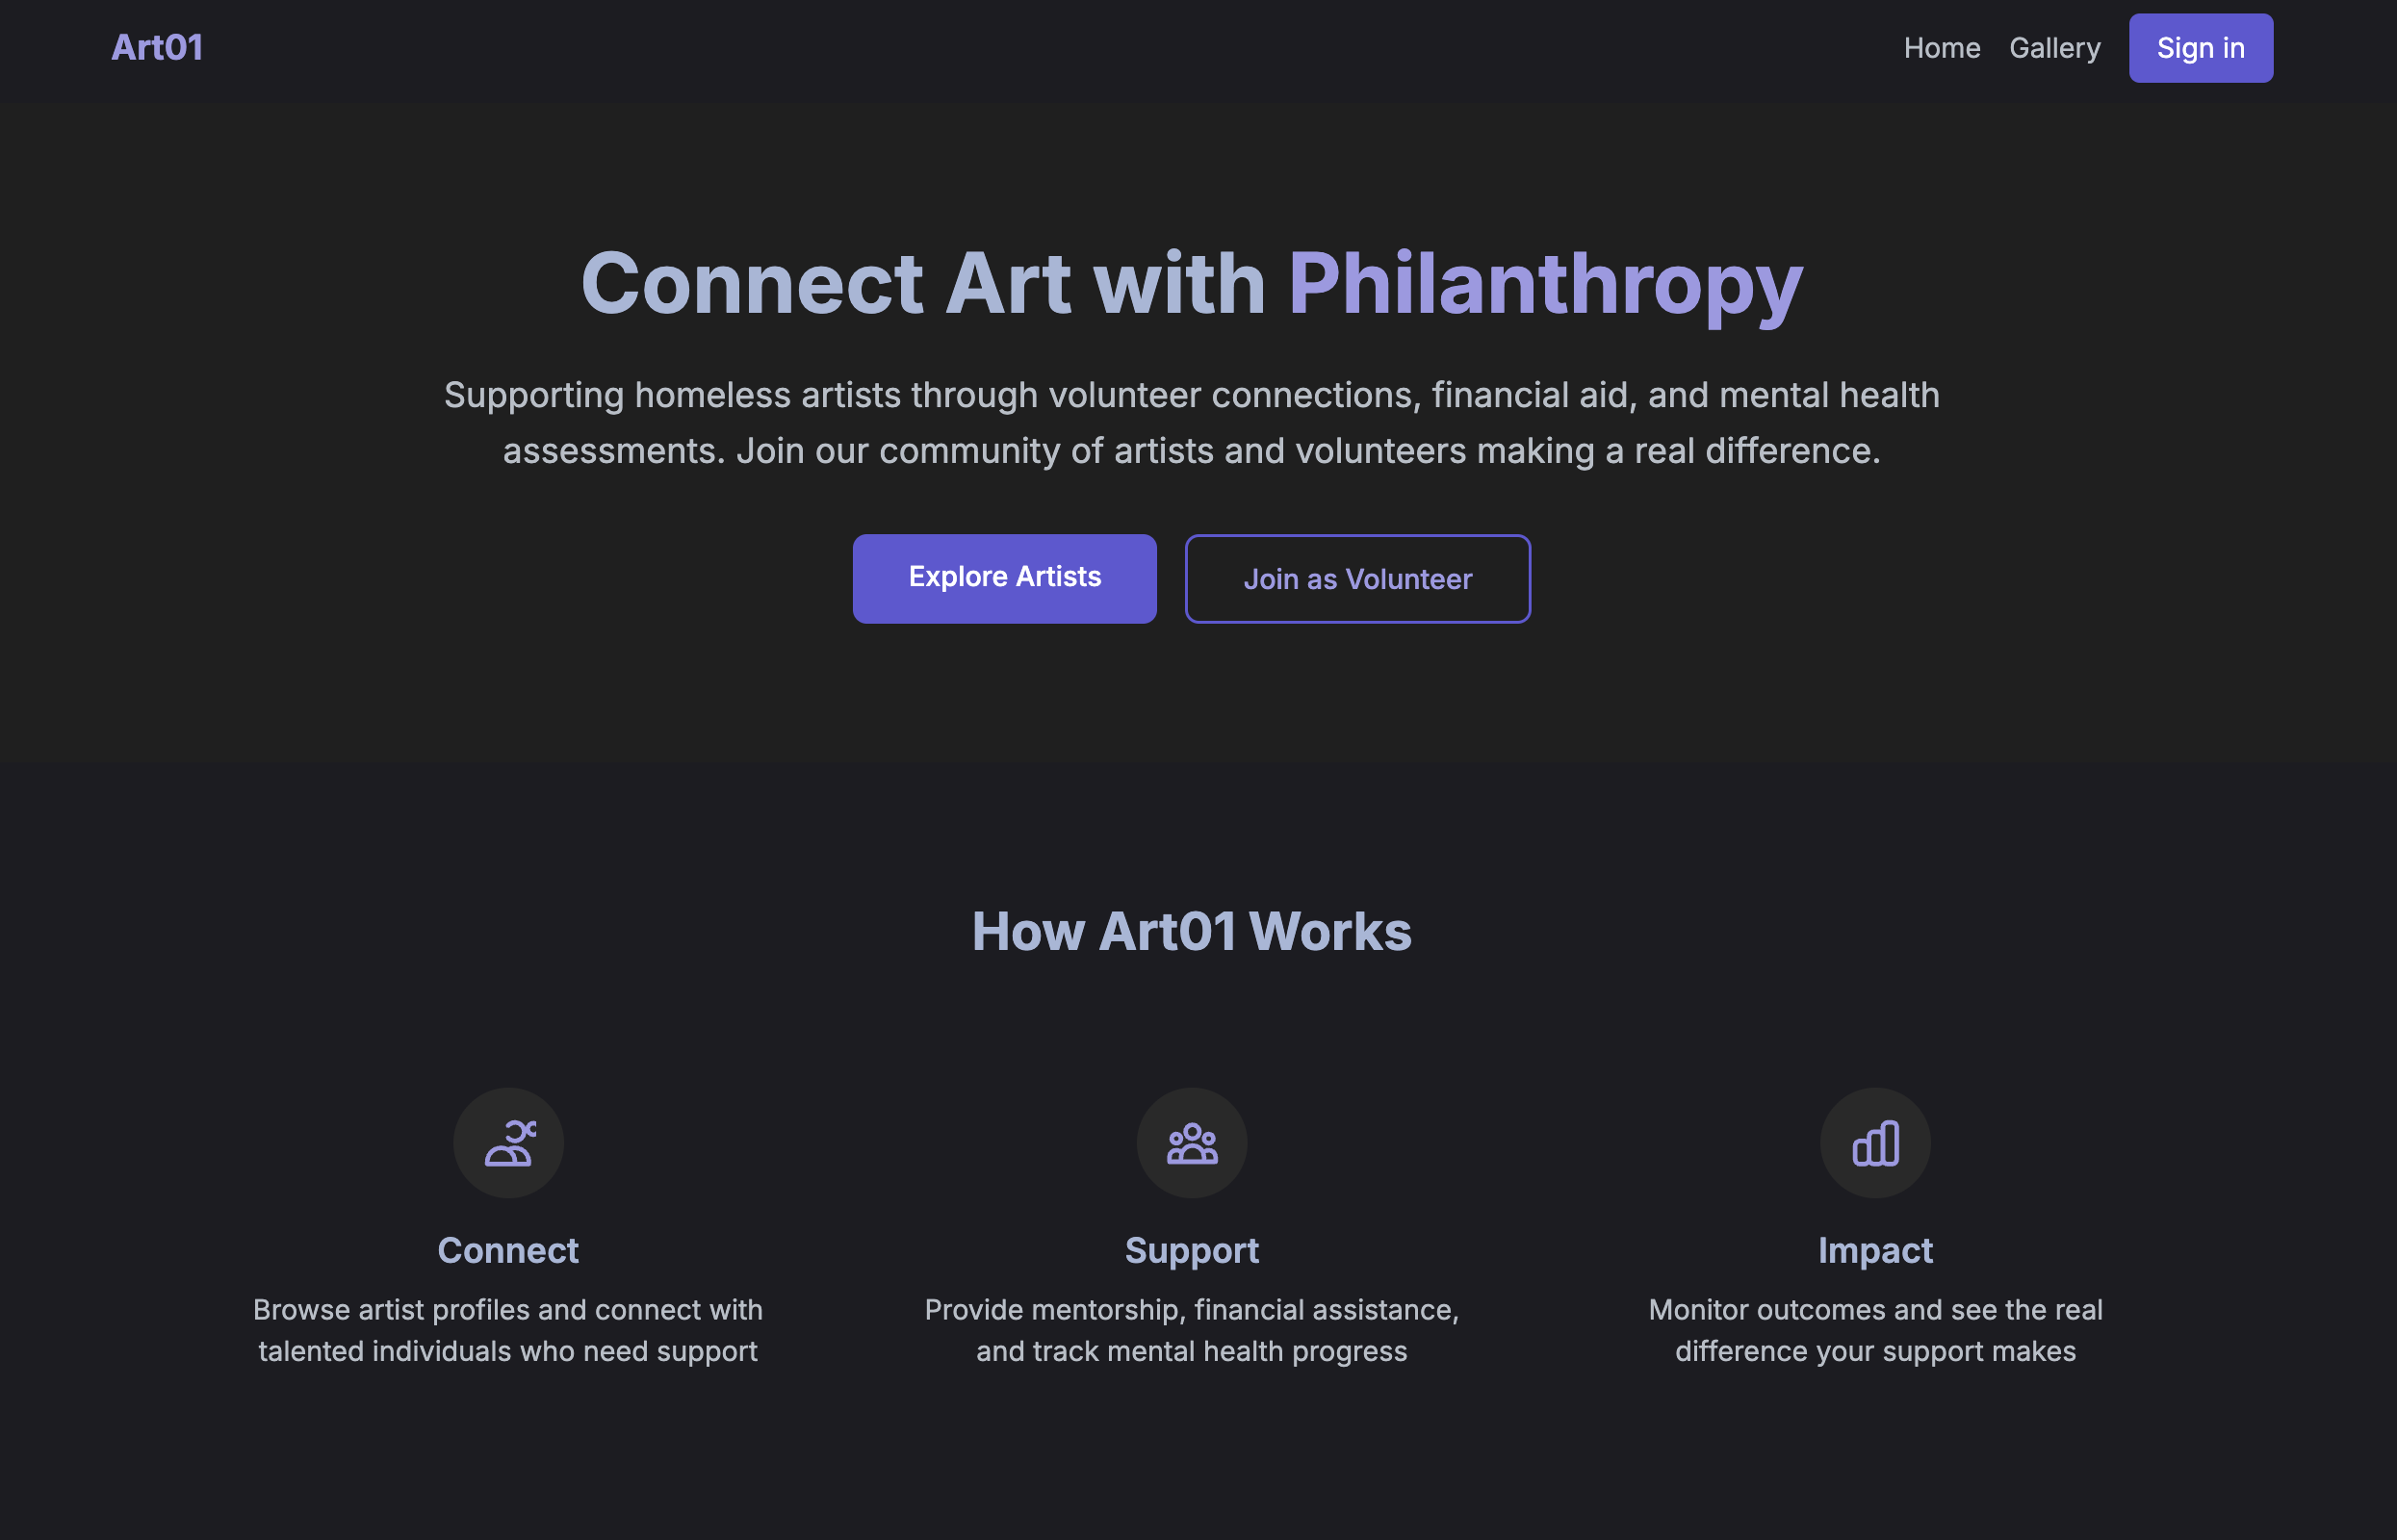 Art01
Home Gallery Sign in
Connect Art with Philanthropy
Supporting homeless artists through volunteer connections, financial aid, and mental health
assessments. Join our community of artists and volunteers making a real difference.
Explore Artists Join as Volunteer
How Art01 Works
Connect
Browse artist profiles and connect with
talented individuals who need support
Support
Provide mentorship, financial assistance,
and track mental health progress
Impact
Monitor outcomes and see the real
difference your support makes